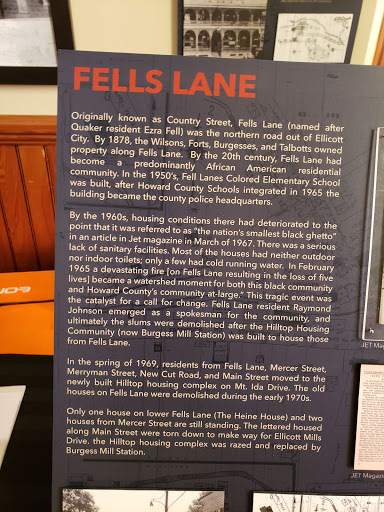 FELLS LANE
Originally known as Country Street, Fells Lane (named after
Quaker resident Ezra Fell) was the northern road out of Ellicott
City. By 1878, the Wilsons, Forts, Burgesses, and Talbotts owned
property along Fells Lane. By the 20th century, Fells Lane had
become a predominantly African American residential
community. In the 1950's, Fell Lanes Colored Elementary School
was built, after Howard County Schools integrated in 1965 the
building became the county police headquarters.
By the 1960s, housing conditions there had deteriorated to the
point that it was referred to as "the nation's smallest black ghetto"
in an article in Jet magazine in March of 1967. There was a serious
lack of sanitary facilities. Most of the houses had neither outdoor
nor indoor toilets; only a few had cold running water. In February
1965 a devastating fire [on Fells Lane resulting in the loss of five
lives] became a watershed moment for both this black community
and Howard County's community at-large." This tragic event was
the catalyst for a call for change. Fells Lane resident Raymond
Johnson emerged as a spokesman for the community, and
ultimately the slums were demolished after the Hilltop Housing
Community (now Burgess Mill Station) was built to house those
from Fells Lane.
In the spring of 1969, residents from Fells Lane, Mercer Street,
Merryman Street, New Cut Road, and Main Street moved to the
newly built Hilltop housing complex on Mt. Ida Drive. The old
houses on Fells Lane were demolished during the early 1970s.
Only one house on lower Fells Lane (The Heine House) and two
houses from Mercer Street are still standing. The lettered housed
along Main Street were torn down to make way for Ellicott Mills
Drive. the Hilltop housing complex was razed and replaced by
Burgess Mill Station.
JET Maga
JET Magaz